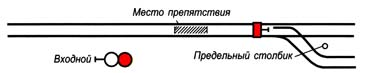 Место препятствия
Предельный столбик
Входной